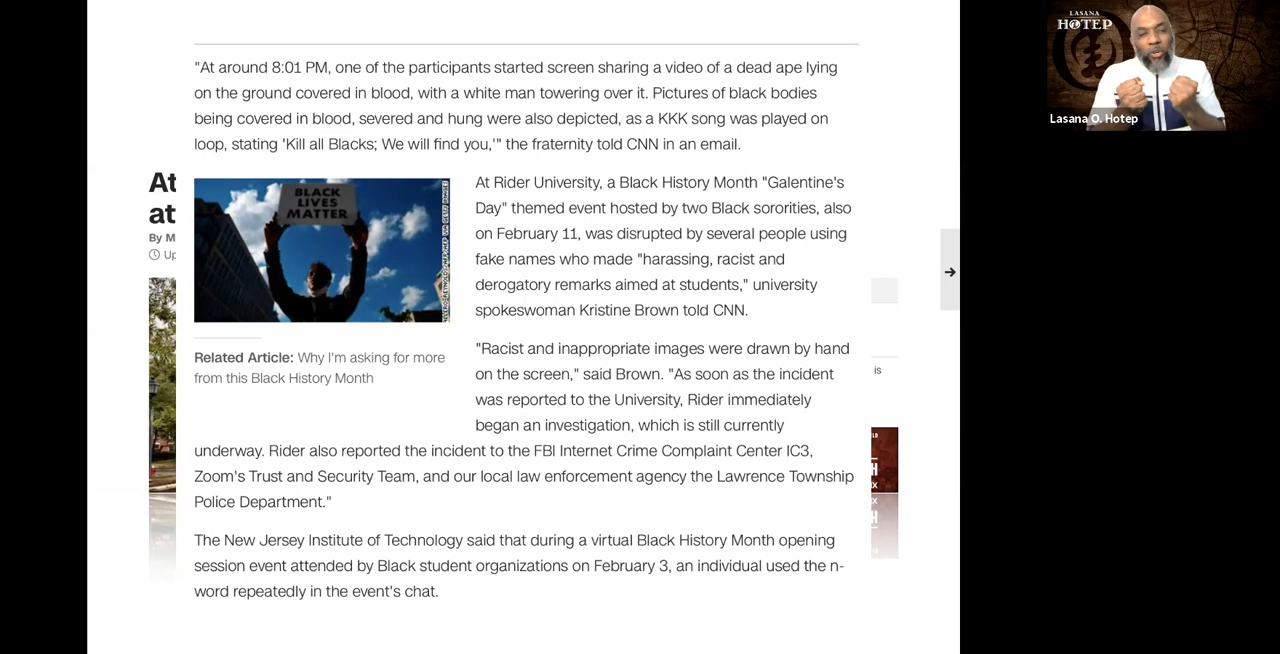 "At around 8:01 PM, one of the participants started screen sharing a video of a dead ape lying
on the ground covered in blood, with a white man towering over it. Pictures of black bodies
being covered in blood, severed and hung were also depicted, as a KKK song was played on
loop, stating 'Kill all Blacks; We will find you,'" the fraternity told CNN in an email.
At
at
By M
Up
BLACK
LIVES
MATTER
Related Article: Why I'm asking for more
from this Black History Month
At Rider University, a Black History Month "Galentine's
Day" themed event hosted by two Black sororities, also
on February 11, was disrupted by several people using
fake names who made "harassing, racist and
derogatory remarks aimed at students," university
spokeswoman Kristine Brown told CNN.
"Racist and inappropriate images were drawn by hand
on the screen," said Brown. "As soon as the incident
was reported to the University, Rider immediately
began an investigation, which is still currently
underway. Rider also reported the incident to the FBI Internet Crime Complaint Center IC3,
Zoom's Trust and Security Team, and our local law enforcement agency the Lawrence Township
Police Department."
The New Jersey Institute of Technology said that during a virtual Black History Month opening
session event attended by Black student organizations on February 3, an individual used the n-
word repeatedly in the event's chat.
is
LASANA
HOTEP
Lasana O. Hotep